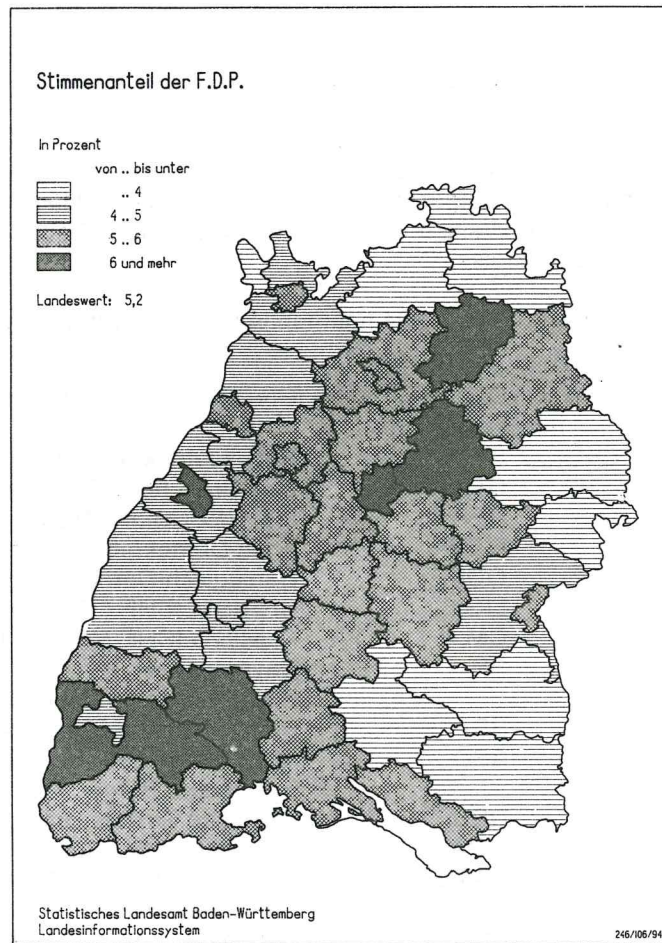 Stimmenanteil der F.D.P.
In Prozent
von .. bis unter
.. 4
4 .. 5
5 .. 6
6 und mehr
Landeswert: 5,2
Statistisches Landesamt Baden-Württemberg
Landesinformationssystem
246/106/94